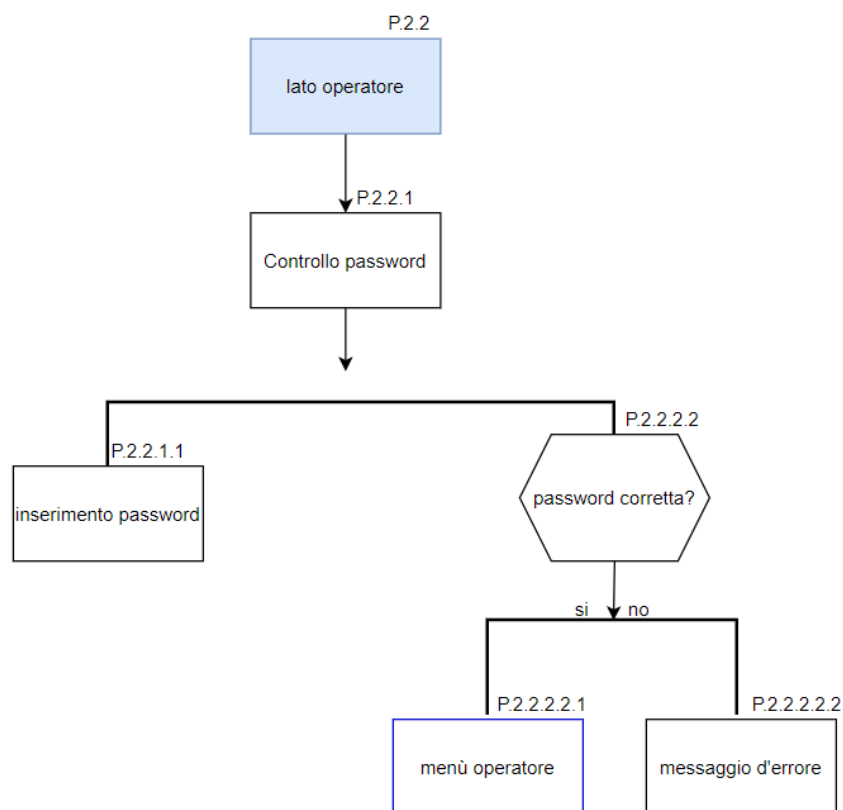 P.2.2
lato operatore
P.2.2.1
Controllo password
P.2.2.2.2
P.2.2.1.1
password corretta?
inserimento password
si
no
P.2.2.2.2.1
P.2.2.2.2.2
menù operatore
messaggio d'errore